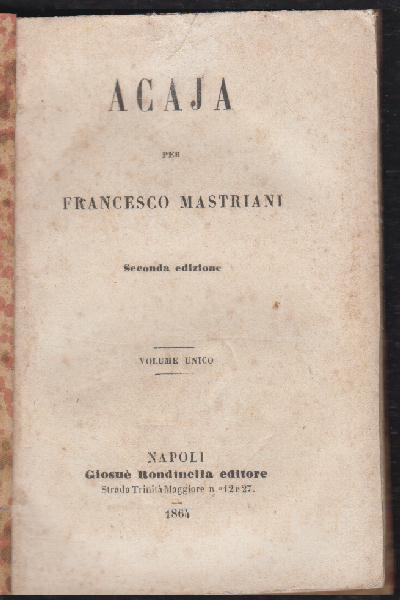 ACAJA
PER
FRANCESCO MASTRIANI
Seconda edizione
VOLUME UNICO
NAPOLI
Giosuè Rondinella editore
Strada Trinità Maggiore n.ⁱ 12 e 27.
1864